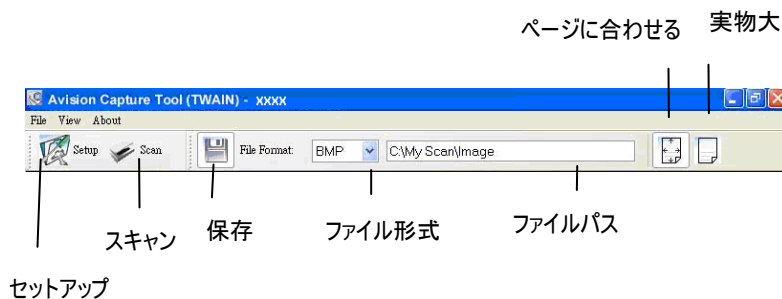 ページに合わせる 実物大
Avision Capture Tool (TWAIN) - xxxx
File View About
Setup Scan File Format: BMP C:\My Scan\Image
スキャン 保存 ファイル形式 ファイルパス
セットアップ